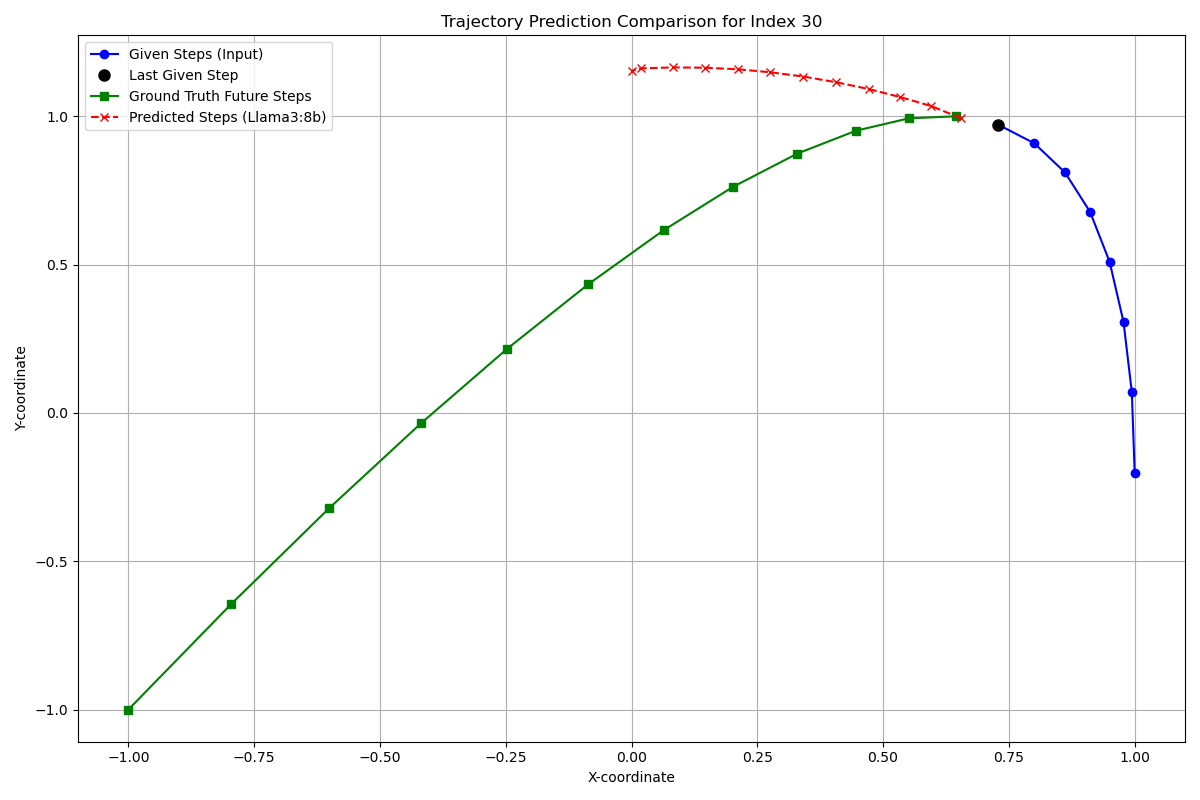 Trajectory Prediction Comparison for Index 30
Given Steps (Input)
Last Given Step
Ground Truth Future Steps
Predicted Steps (Llama3:8b)
Y-coordinate
1.0
0.5
0.0
−0.5
−1.0
−1.00 −0.75 −0.50 −0.25 0.00 0.25 0.50 0.75 1.00
X-coordinate